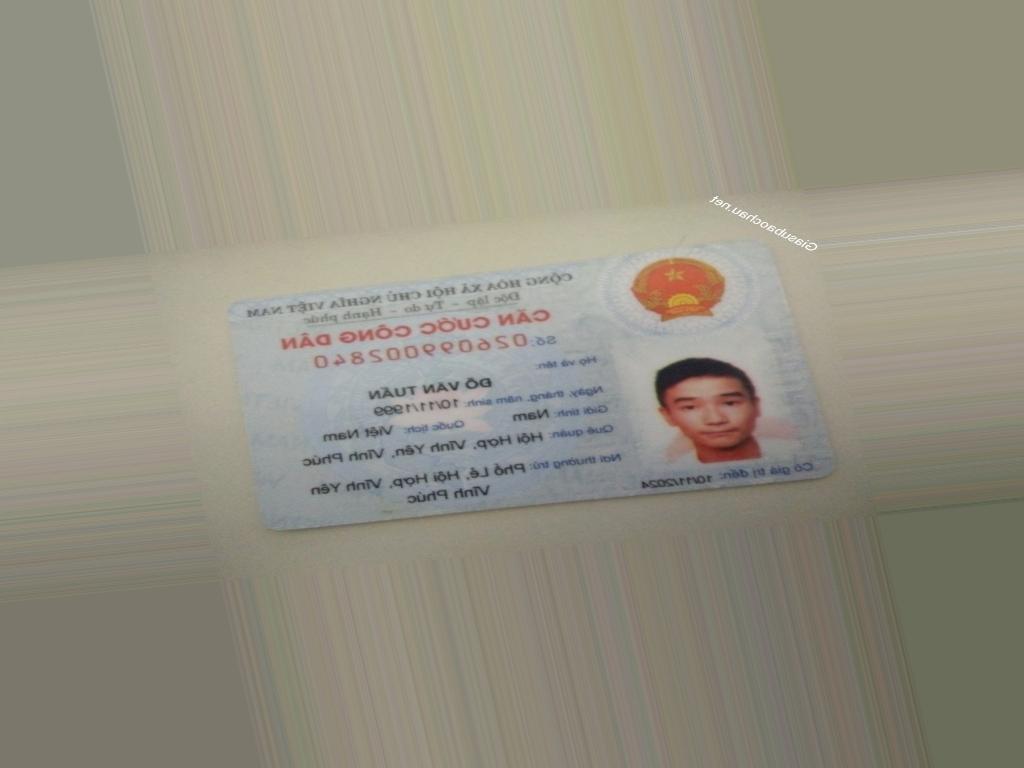 Giasubaochau.net
CỘNG HÒA XÃ HỘI CHỦ NGHĨA VIỆT NAM
Độc lập - Tự do - Hạnh phúc
CĂN CƯỚC CÔNG DÂN
Số: 026099002840
Họ và tên:
ĐỖ VĂN TUẤN
Ngày, tháng, năm sinh: 10/11/1999
Giới tính: Nam Quốc tịch: Việt Nam
Quê quán: Hội Hợp, Vĩnh Yên, Vĩnh Phúc
Nơi thường trú: Phố Lẻ, Hội Hợp, Vĩnh Yên
Vĩnh Phúc
Có giá trị đến: 10/11/2024